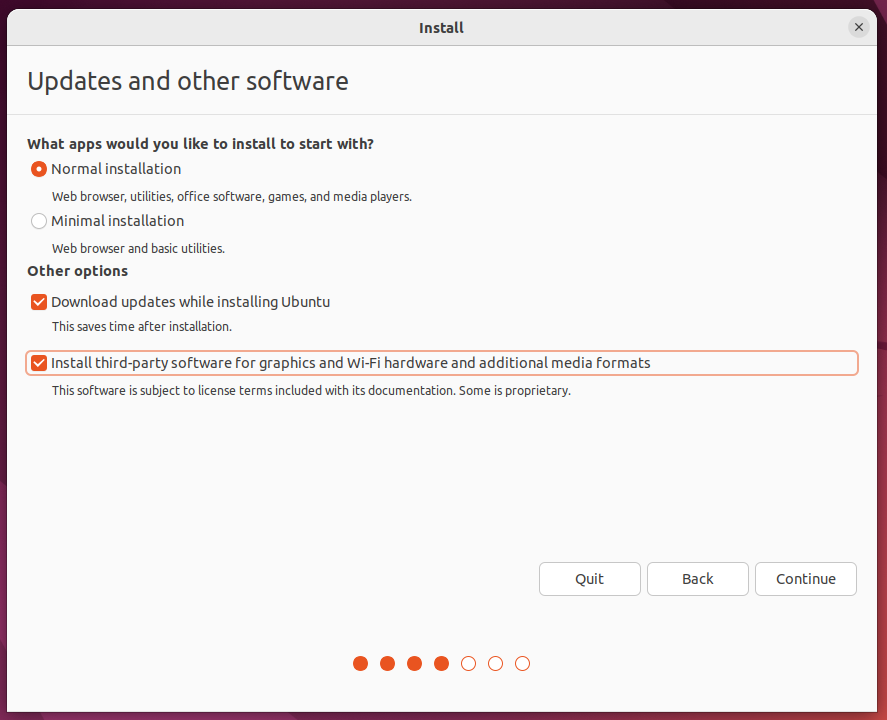 Install
Updates and other software
What apps would you like to install to start with?
Normal installation
Web browser, utilities, office software, games, and media players.
Minimal installation
Web browser and basic utilities.
Other options
Download updates while installing Ubuntu
This saves time after installation.
Install third-party software for graphics and Wi-Fi hardware and additional media formats
This software is subject to license terms included with its documentation. Some is proprietary.
Quit Back Continue